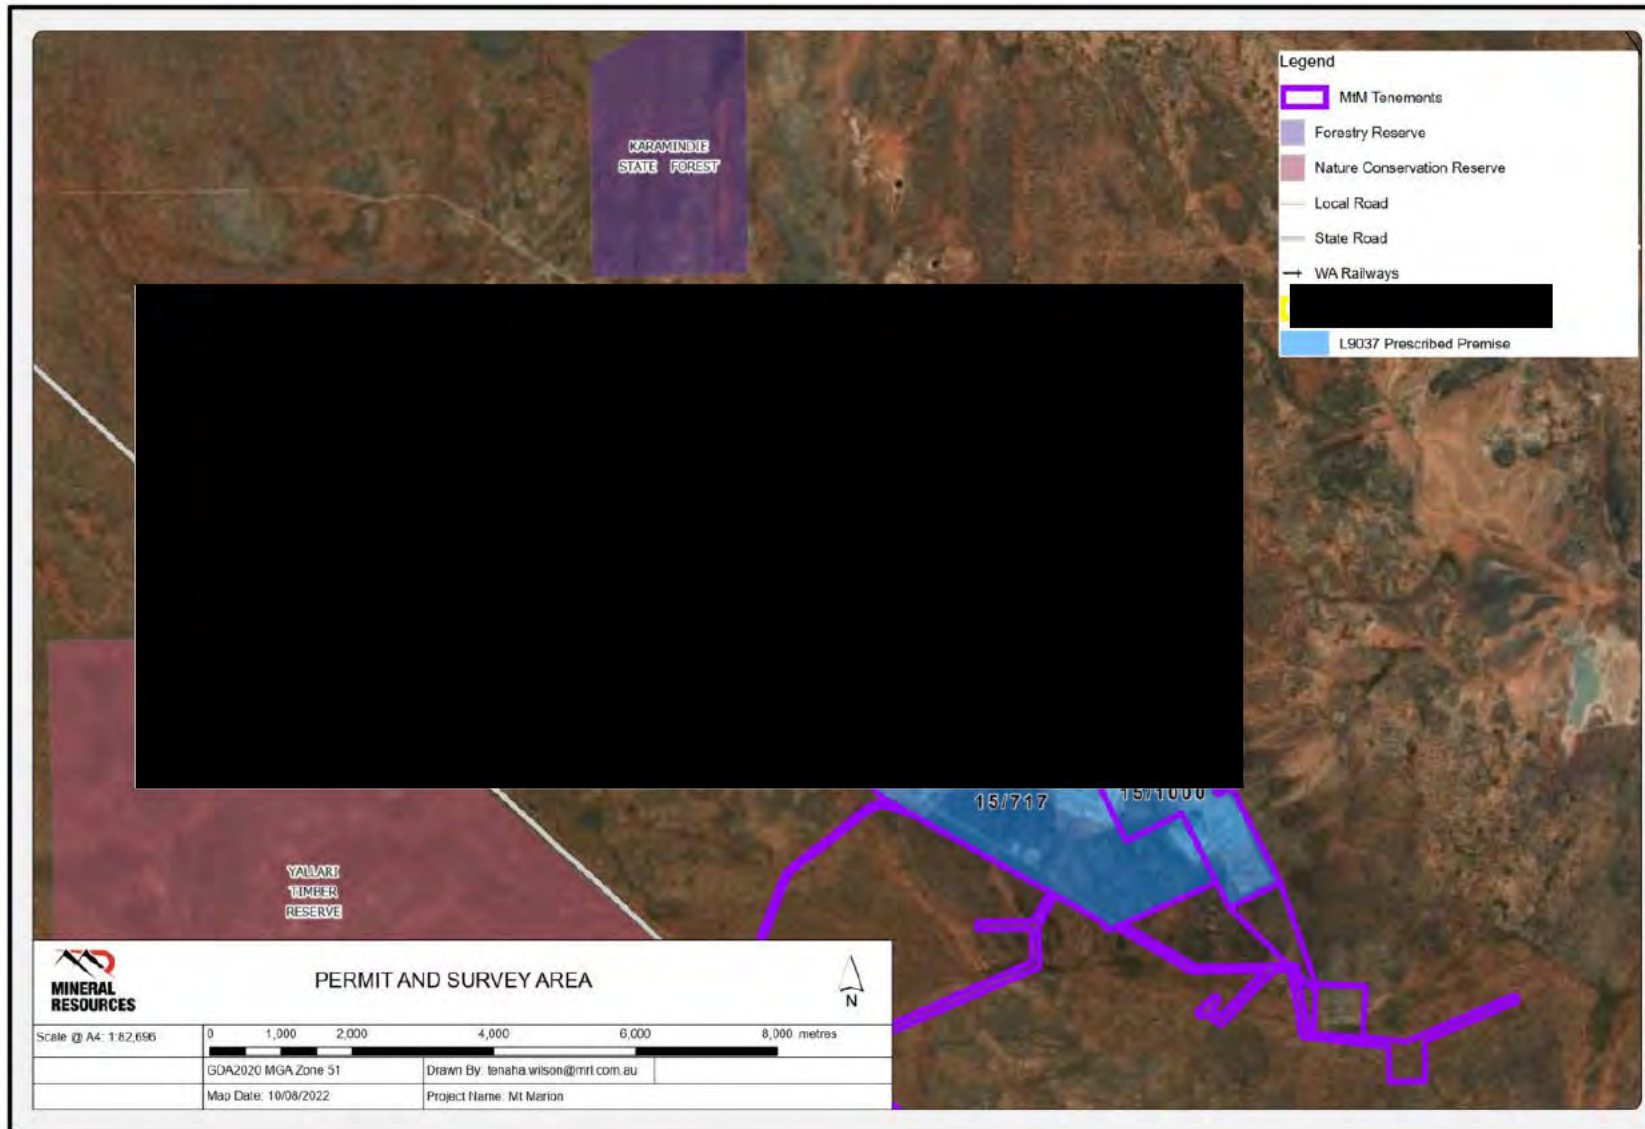 KARAMINDIE
STATE FOREST
Legend
MtM Tenements
Forestry Reserve
Nature Conservation Reserve
Local Road
State Road
WA Railways
L9037 Prescribed Premise
15/717
15/1000
YALLARI
TIMBER
RESERVE
MINERAL
RESOURCES
PERMIT AND SURVEY AREA
N
Scale @ A4: 1:82,696
0 1,000 2,000 4,000 6,000 8,000 metres
GDA2020 MGA Zone 51
Drawn By: tenaha.wilson@mrl.com.au
Map Date: 10/08/2022
Project Name: Mt Marion